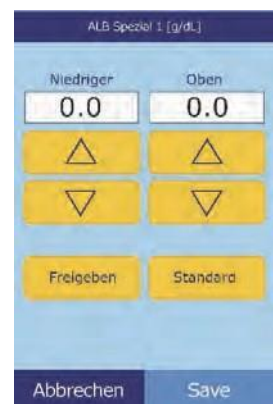 ALB Spezial 1 [g/dL]
Niedriger Oben
0.0 0.0
Freigeben Standard
Abbrechen Save